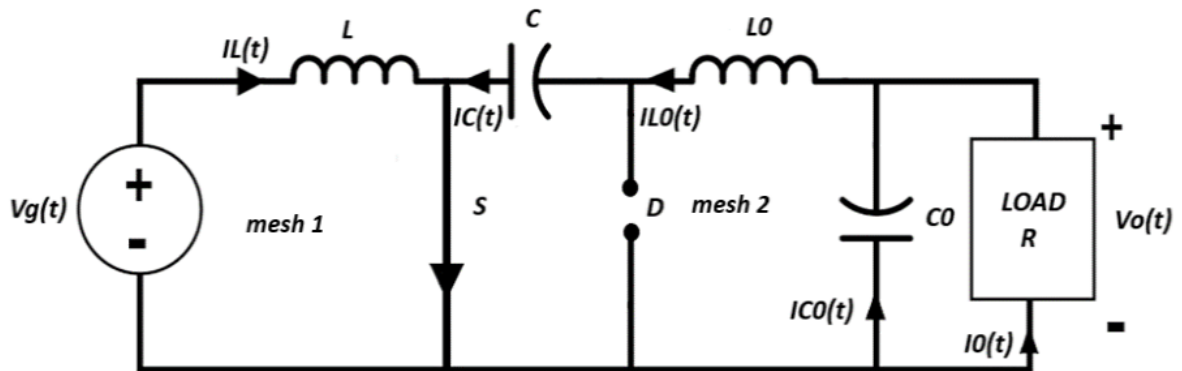 IL(t)
L
C
L0
IC(t)
IL0(t)
+
-
Vg(t)
mesh 1
S
D
mesh 2
C0
LOAD
R
+
Vo(t)
-
IC0(t)
I0(t)